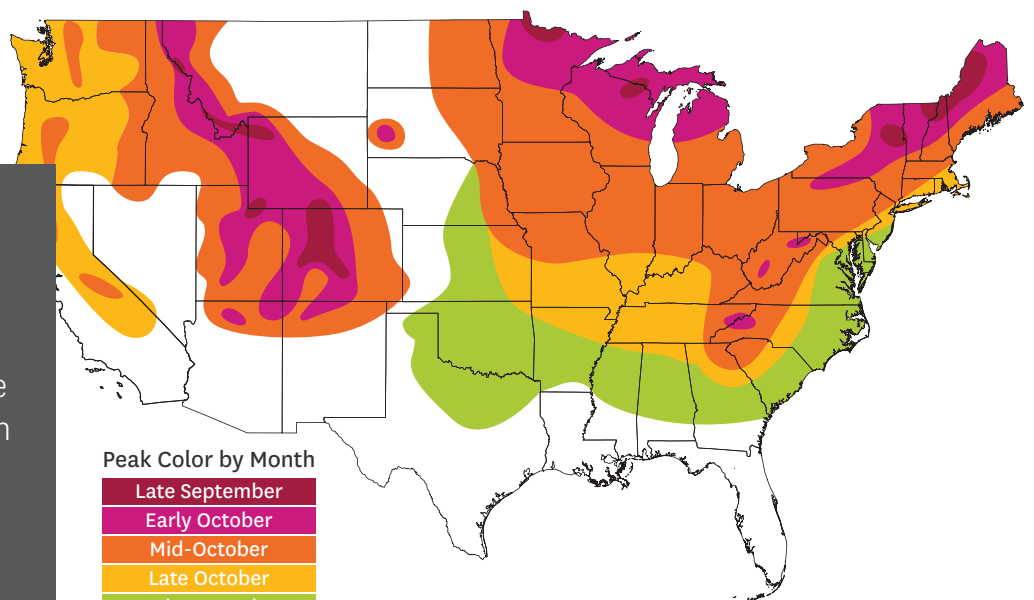 e
n
Peak Color by Month
Late September
Early October
Mid-October
Late October